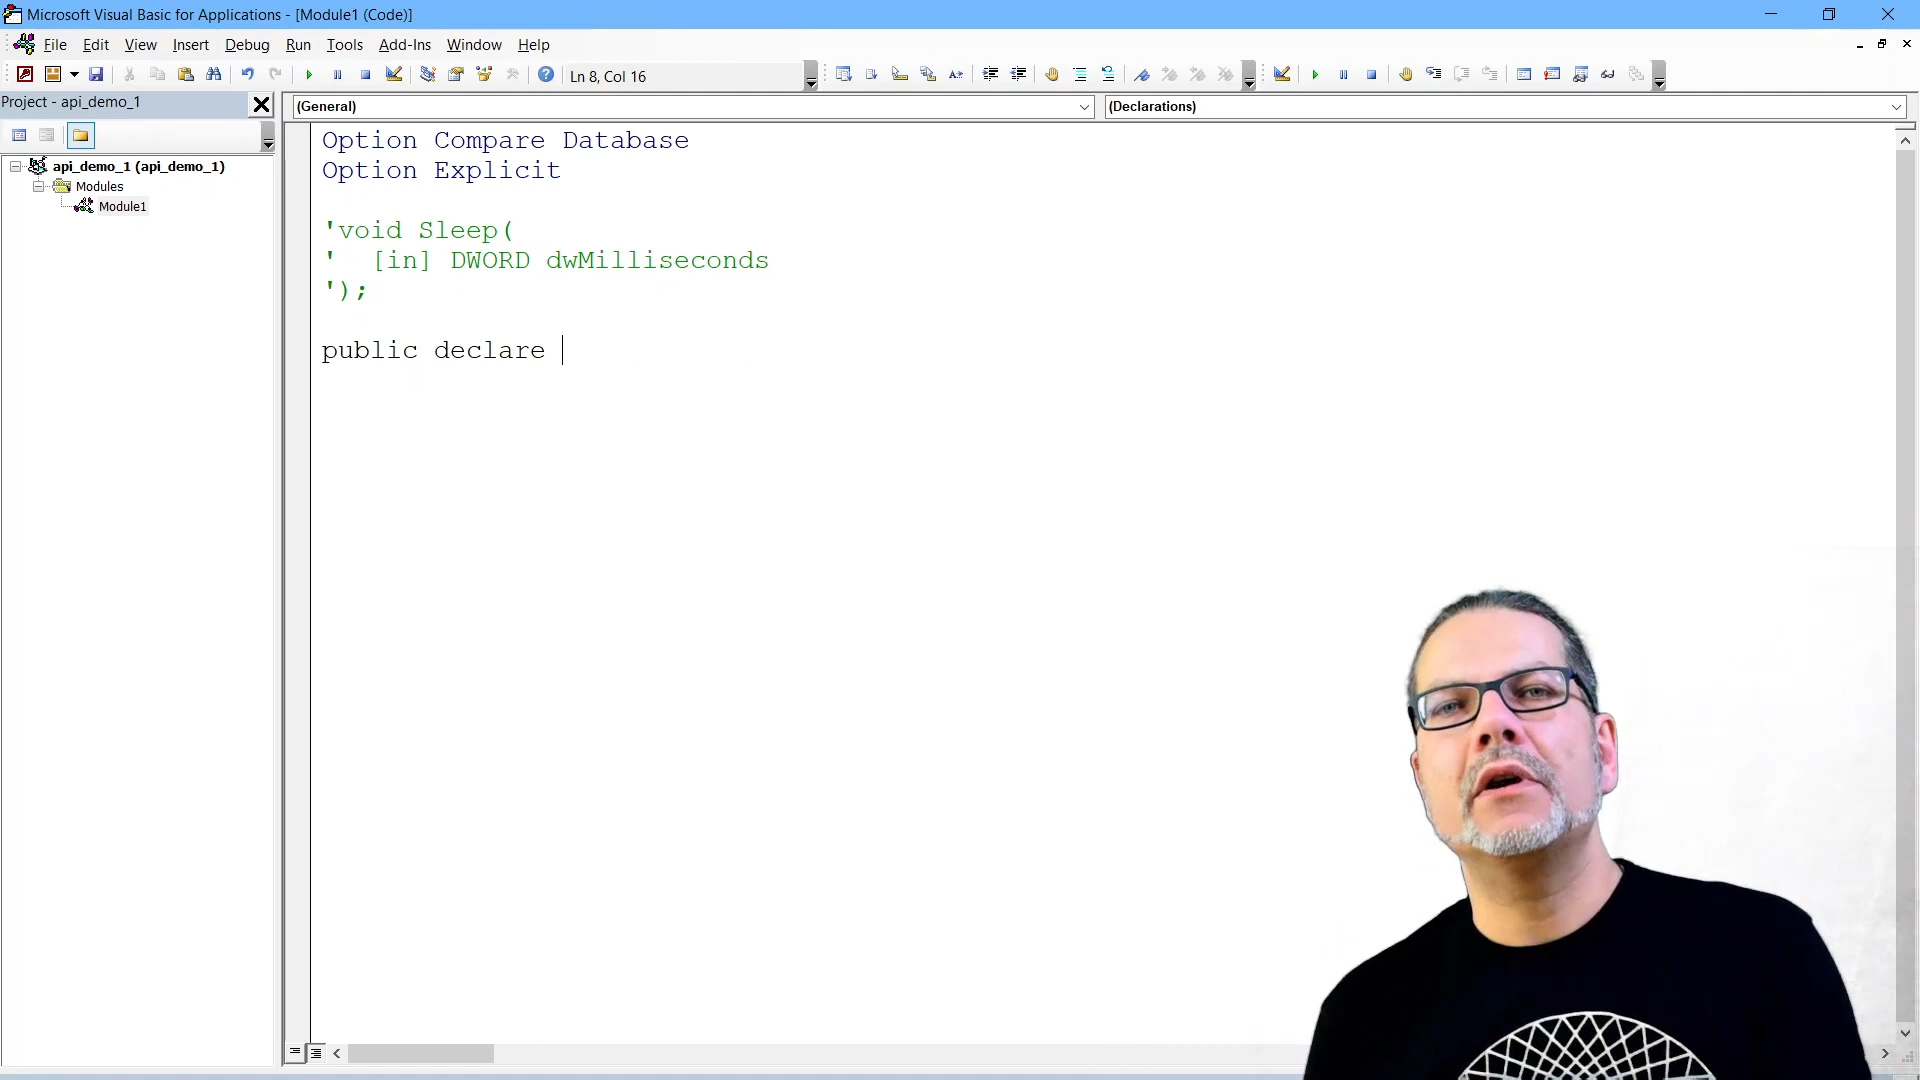 Microsoft Visual Basic for Applications - [Module1 (Code)]
File Edit View Insert Debug Run Tools Add-Ins Window Help
Ln 8, Col 16
Project - api_demo_1
(General)
(Declarations)
api_demo_1 (api_demo_1)
Modules
Module1
Option Compare Database
Option Explicit
'void Sleep(
'  [in] DWORD dwMilliseconds
');
public declare